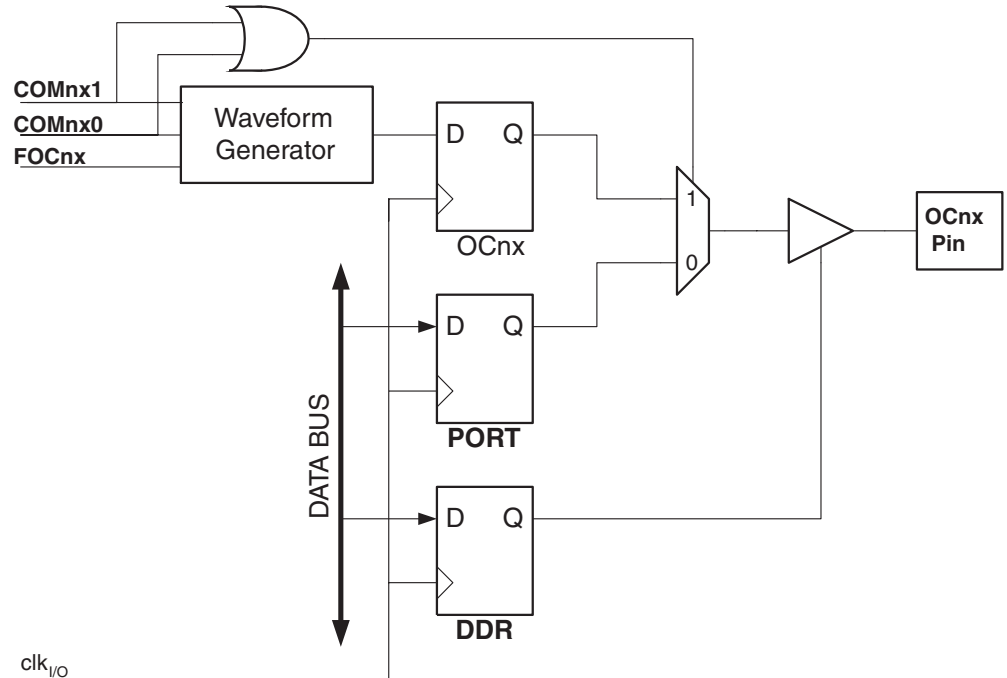 COMnx1
COMnx0
FOCnx
Waveform
Generator
D Q
OCnx
1
0
OCnx
Pin
D Q
PORT
DATA BUS
D Q
DDR
clkI/O